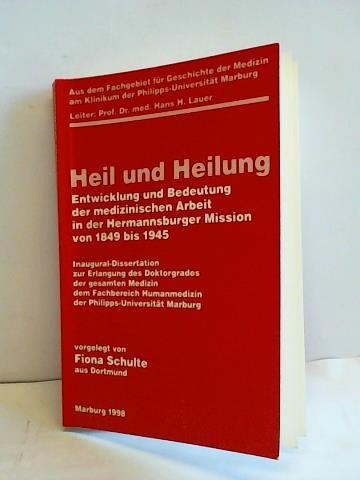 Aus dem Fachgebiet für Geschichte der Medizin
am Klinikum der Philipps-Universität Marburg
Leiter: Prof. Dr. med. Hans H. Lauer
Heil und Heilung
Entwicklung und Bedeutung
der medizinischen Arbeit
in der Hermannsburger Mission
von 1849 bis 1945
Inaugural-Dissertation
zur Erlangung des Doktorgrades
der gesamten Medizin
dem Fachbereich Humanmedizin
der Philipps-Universität Marburg
vorgelegt von
Fiona Schulte
aus Dortmund
Marburg 1998